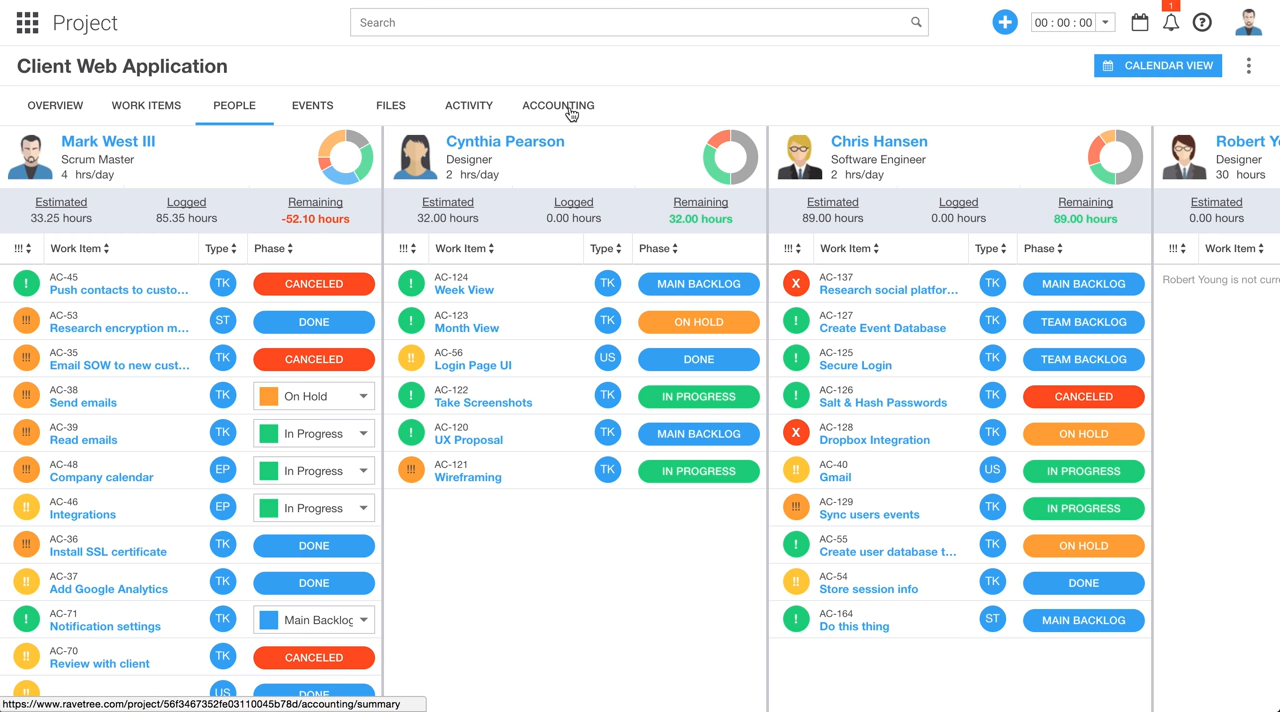 Project
Search
00 : 00 : 00
1
?
Client Web Application
CALENDAR VIEW
OVERVIEW WORK ITEMS PEOPLE EVENTS FILES ACTIVITY ACCOUNTING
Mark West III
Scrum Master
4 hrs/day
Estimated Logged Remaining
33.25 hours 85.35 hours -52.10 hours
!!! Work Item Type Phase
! AC-45 TK CANCELED
Push contacts to custo...
!!! AC-53 ST DONE
Research encryption m...
!!! AC-35 TK CANCELED
Email SOW to new cust...
!!! AC-38 TK On Hold
Send emails
!!! AC-39 TK In Progress
Read emails
!!! AC-48 EP In Progress
Company calendar
!! AC-46 EP In Progress
Integrations
!!! AC-36 TK DONE
Install SSL certificate
!! AC-37 TK DONE
Add Google Analytics
! AC-71 TK Main Backlog
Notification settings
!! AC-70 TK CANCELED
Review with client
!! US DONE
Cynthia Pearson
Designer
2 hrs/day
Estimated Logged Remaining
32.00 hours 0.00 hours 32.00 hours
!!! Work Item Type Phase
! AC-124 TK MAIN BACKLOG
Week View
! AC-123 TK ON HOLD
Month View
!! AC-56 US DONE
Login Page UI
! AC-122 TK IN PROGRESS
Take Screenshots
! AC-120 TK MAIN BACKLOG
UX Proposal
!!! AC-121 TK IN PROGRESS
Wireframing
Chris Hansen
Software Engineer
2 hrs/day
Estimated Logged Remaining
89.00 hours 0.00 hours 89.00 hours
!!! Work Item Type Phase
X AC-137 TK MAIN BACKLOG
Research social platfor...
! AC-127 TK TEAM BACKLOG
Create Event Database
! AC-125 TK TEAM BACKLOG
Secure Login
! AC-126 TK CANCELED
Salt & Hash Passwords
X AC-128 TK ON HOLD
Dropbox Integration
!! AC-40 US IN PROGRESS
Gmail
!!! AC-129 TK IN PROGRESS
Sync users events
! AC-55 TK ON HOLD
Create user database t...
!! AC-54 TK DONE
Store session info
! AC-164 ST MAIN BACKLOG
Do this thing
Robert Yo
Designer
30 hours
Estimated
0.00 hours
!!! Work Item
Robert Young is not curre
https://www.ravetree.com/project/56f3467352fe03110045b78d/accounting/summary